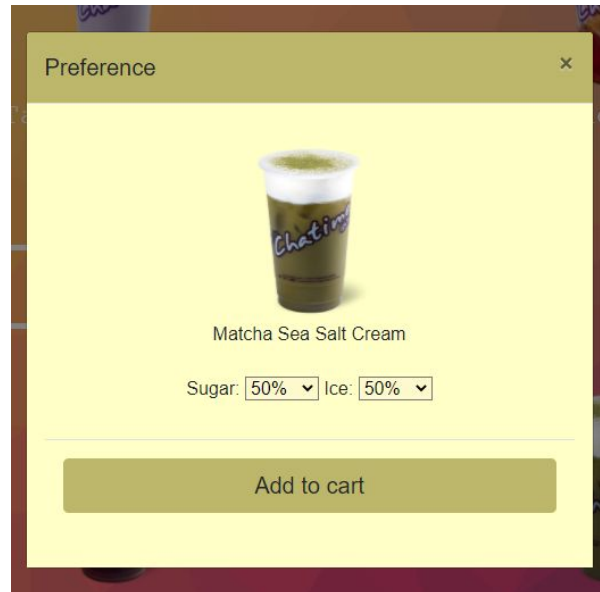 Preference ×
Chatime
Matcha Sea Salt Cream
Sugar: 50% Ice: 50%
Add to cart